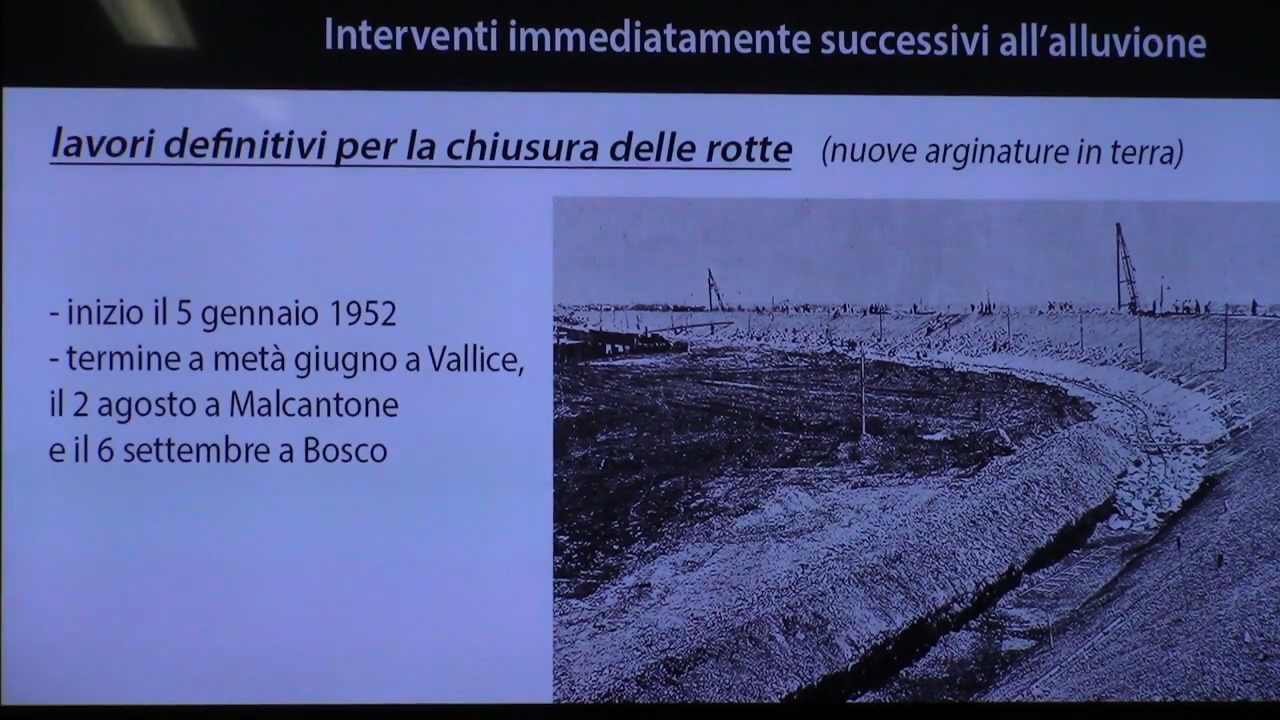 Interventi immediatamente successivi all'alluvione
lavori definitivi per la chiusura delle rotte (nuove arginature in terra)
- inizio il 5 gennaio 1952
- termine a metà giugno a Vallice,
il 2 agosto a Malcantone
e il 6 settembre a Bosco